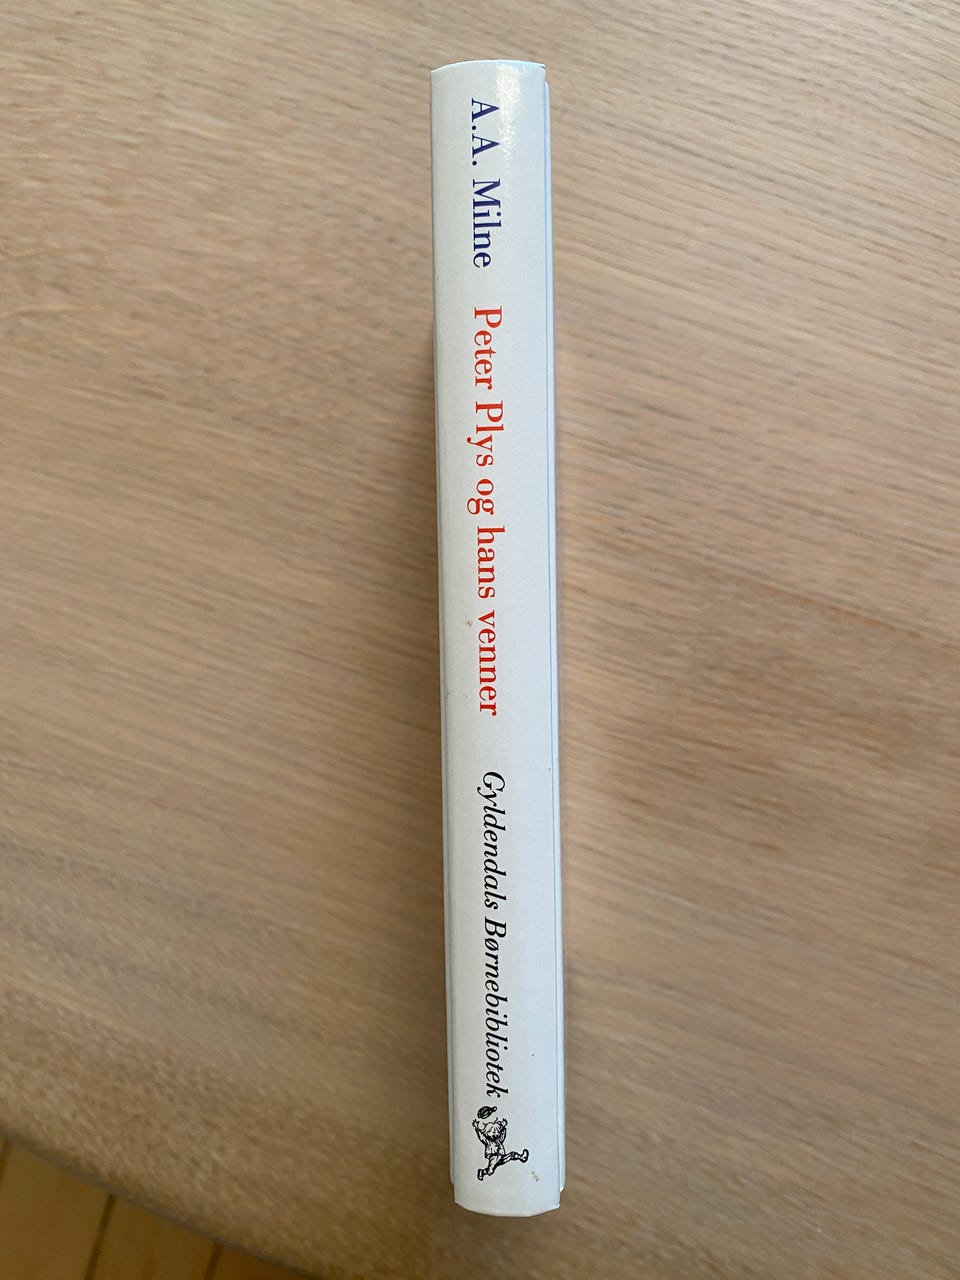 A.A. Milne Peter Plys og hans venner Gyldendals Børnebibliotek